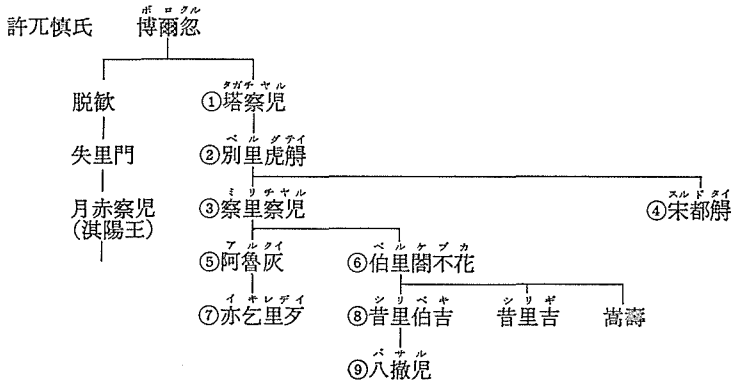 許兀慎氏 博爾忽
ボロクル
脱歓 ①塔察児
タガチャル
失里門 ②別里虎䚟
ベルグテイ
月赤察児 ③察里察児 ④宋都䚟
ミリチャル スルドタイ
(淇陽王)
⑤阿魯灰 ⑥伯里閤不花
アルクイ ベルケブカ
⑦亦乞里歹 ⑧昔里伯吉 昔里吉 嵩壽
イキレデイ シリベキ シリギ
⑨八撤児
バサル